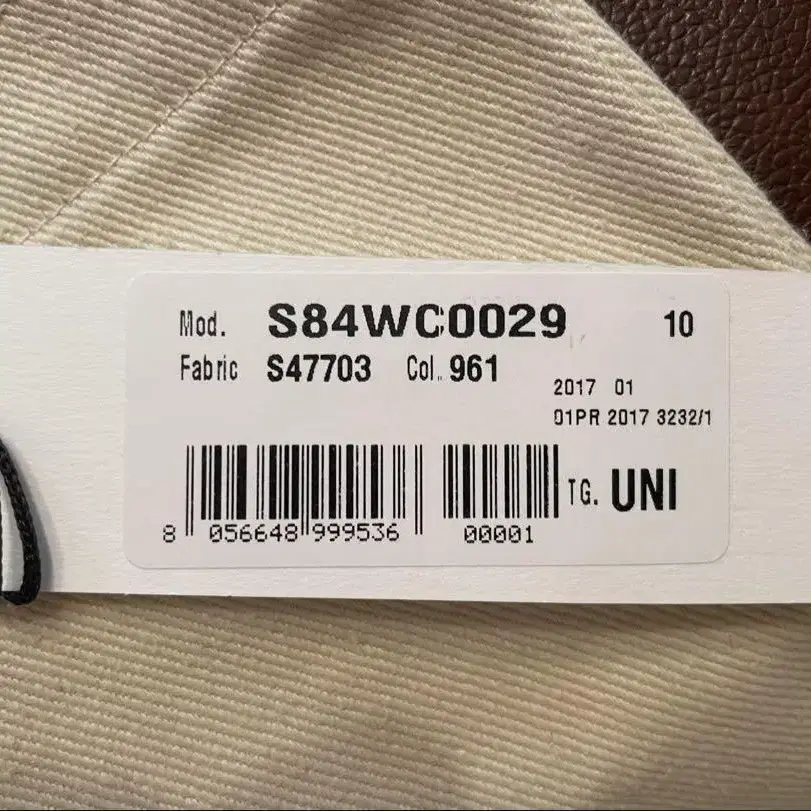 Mod. S84WC0029 10
Fabric S47703 Col. 961
2017 01
01PR 2017 3232/1
TG. UNI
8 056648 999536 00001